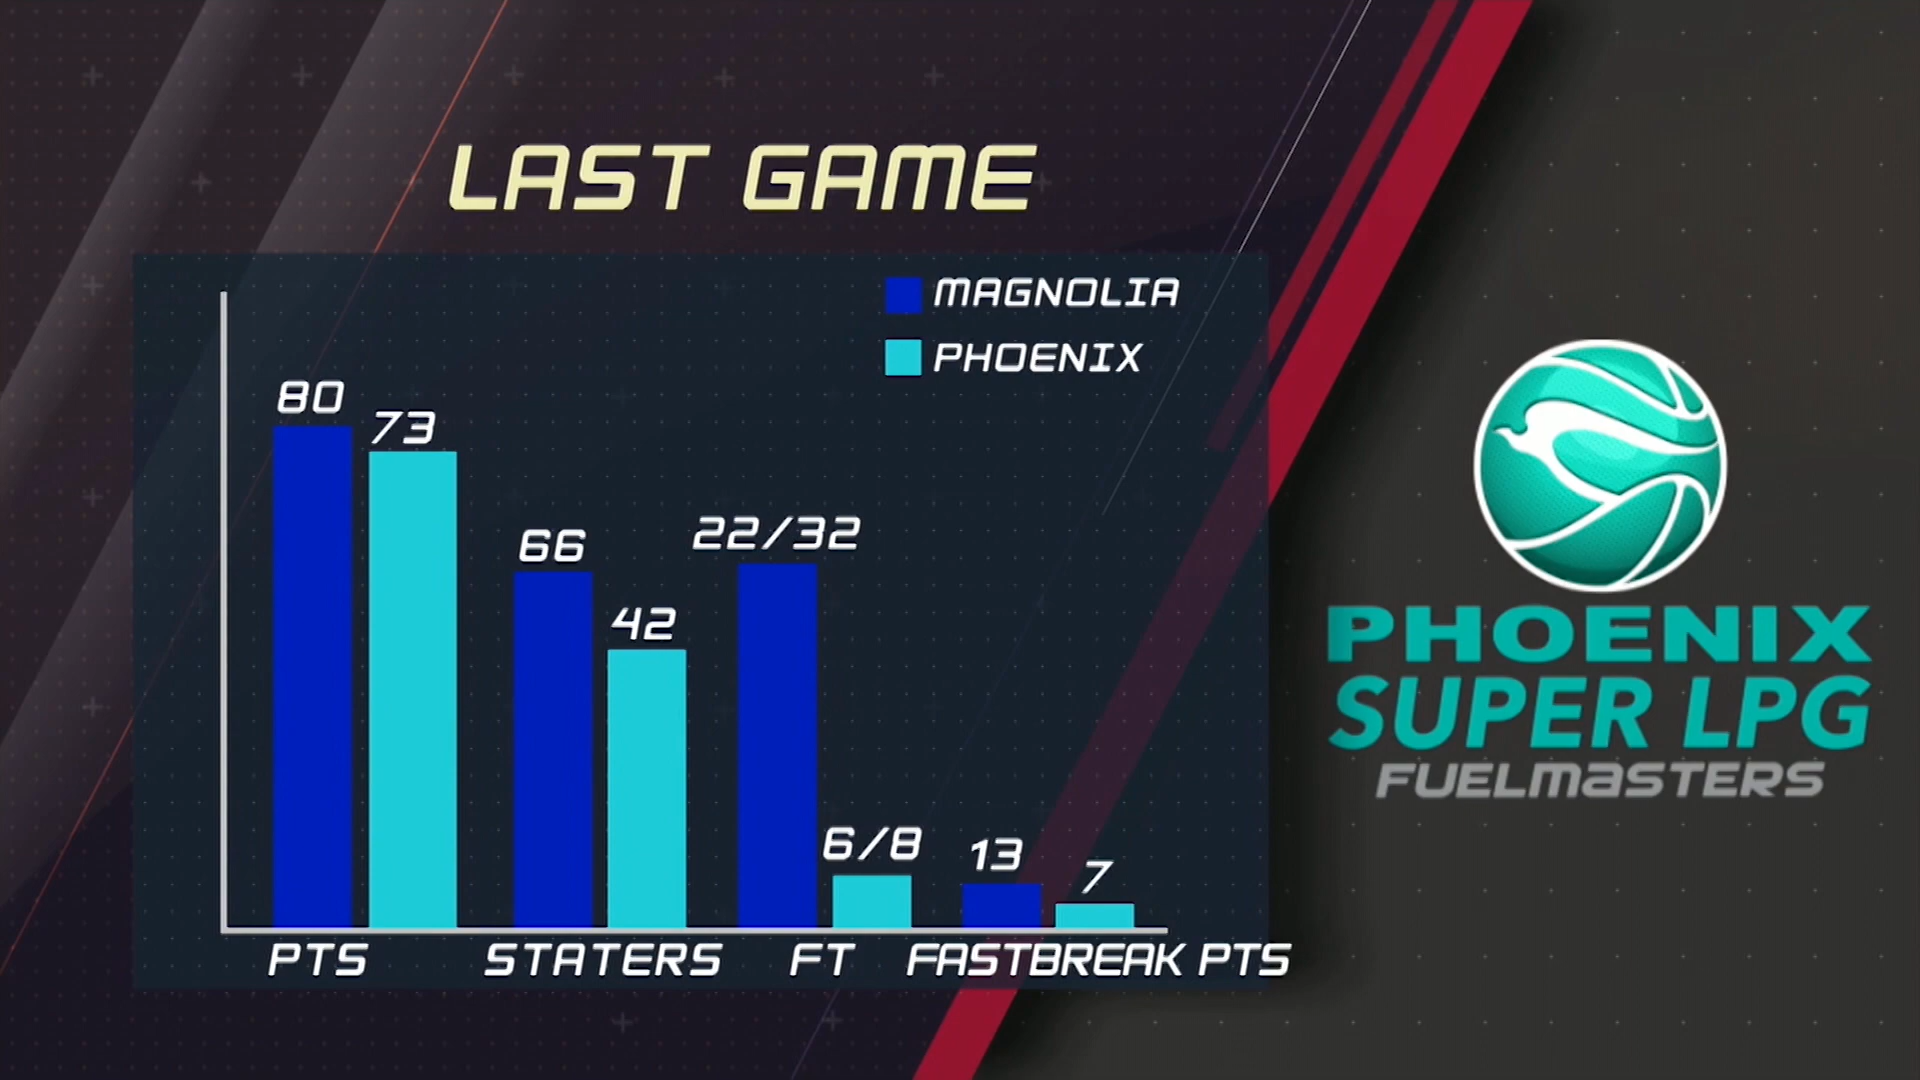 LAST GAME
MAGNOLIA
PHOENIX
80
73
66
42
22/32
6/8
13
7
PTS
STATERS
FT
FASTBREAK PTS
PHOENIX
SUPER LPG
FUELMASTERS